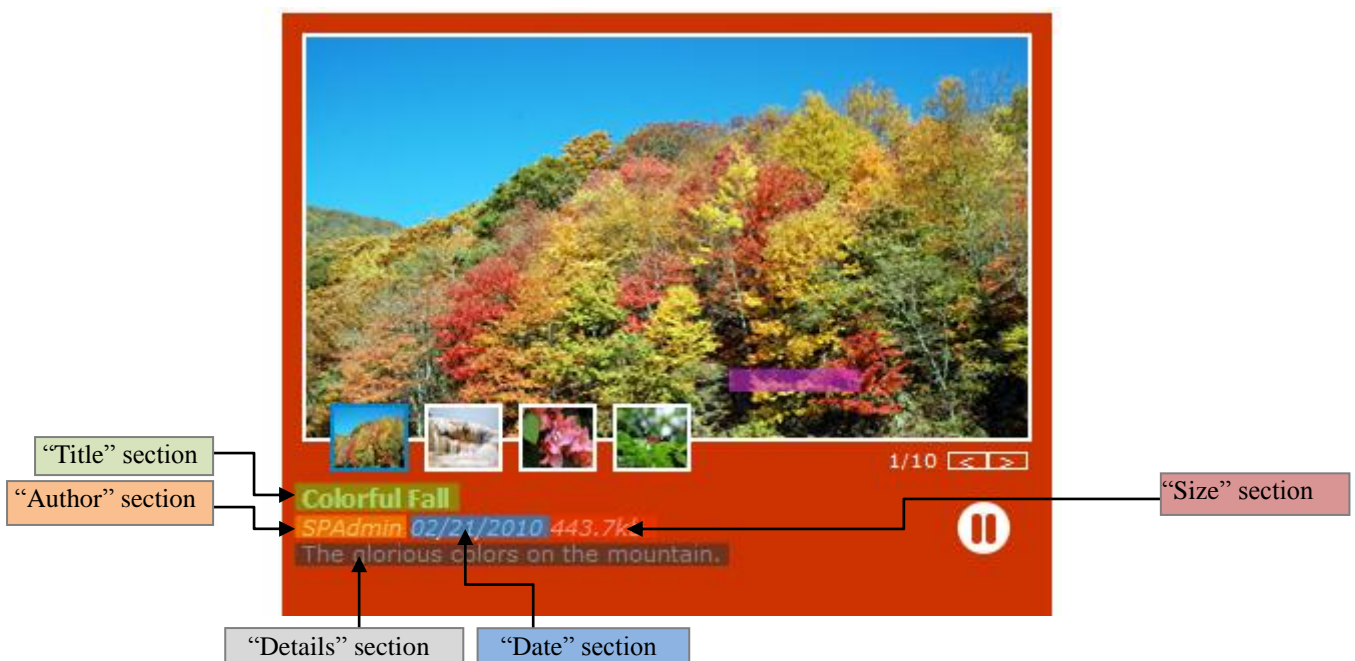 1/10 < >
“Title” section
Colorful Fall
“Author” section
“Size” section
SPAdmin 02/21/2010 443.7kb
The glorious colors on the mountain.
“Details” section
“Date” section